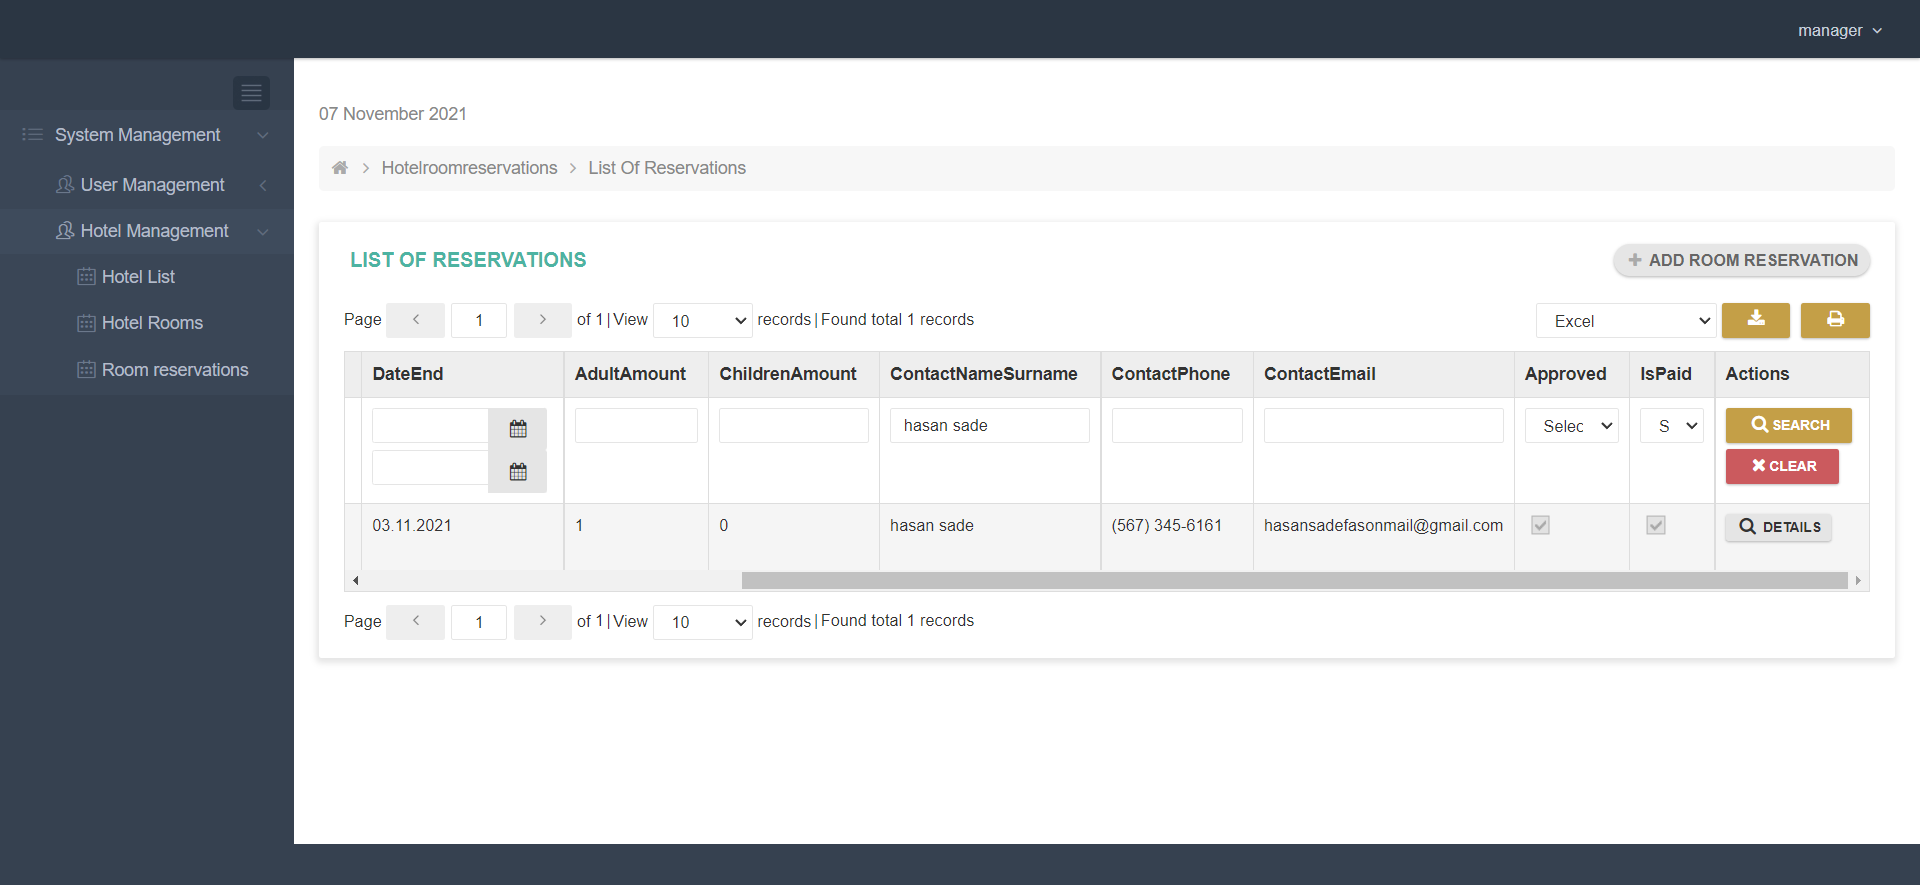 manager
07 November 2021
System Management
Hotelroomreservations List Of Reservations
User Management
Hotel Management
LIST OF RESERVATIONS
ADD ROOM RESERVATION
Hotel List
Hotel Rooms
Room reservations
Page 1 of 1 | View 10 records | Found total 1 records
Excel
DateEnd AdultAmount ChildrenAmount ContactNameSurname ContactPhone ContactEmail Approved IsPaid Actions
hasan sade Selec S SEARCH
CLEAR
03.11.2021 1 0 hasan sade (567) 345-6161 hasansadefasonmail@gmail.com DETAILS
Page 1 of 1 | View 10 records | Found total 1 records